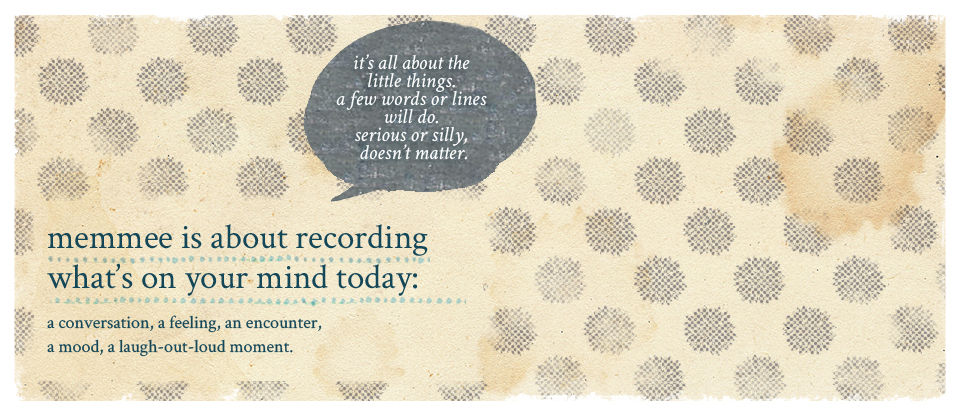 it's all about the
little things.
a few words or lines
will do.
serious or silly,
doesn't matter.
memmee is about recording
what's on your mind today:
a conversation, a feeling, an encounter,
a mood, a laugh-out-loud moment.